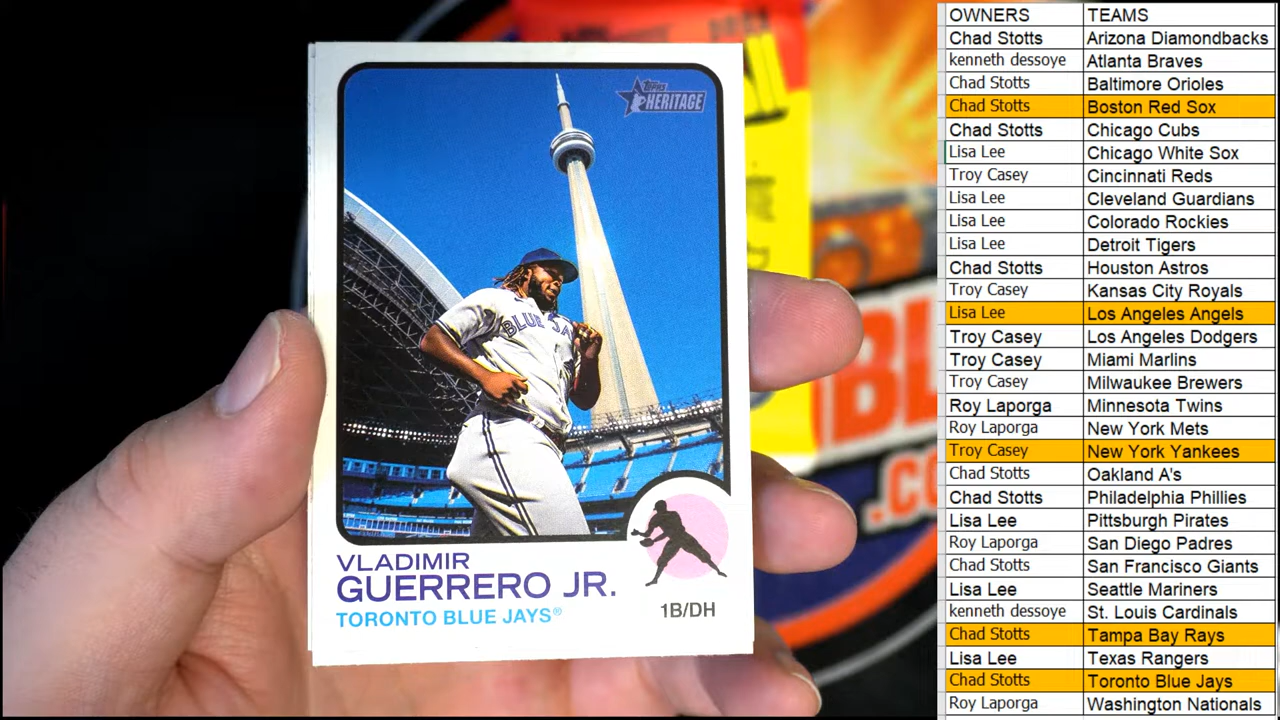 Topps
HERITAGE
BLUE JA
VLADIMIR
GUERRERO JR.
TORONTO BLUE JAYS®
1B/DH
BL
.CO
OWNERS TEAMS
Chad Stotts Arizona Diamondbacks
kenneth dessoye Atlanta Braves
Chad Stotts Baltimore Orioles
Chad Stotts Boston Red Sox
Chad Stotts Chicago Cubs
Lisa Lee Chicago White Sox
Troy Casey Cincinnati Reds
Lisa Lee Cleveland Guardians
Lisa Lee Colorado Rockies
Lisa Lee Detroit Tigers
Chad Stotts Houston Astros
Troy Casey Kansas City Royals
Lisa Lee Los Angeles Angels
Troy Casey Los Angeles Dodgers
Troy Casey Miami Marlins
Troy Casey Milwaukee Brewers
Roy Laporga Minnesota Twins
Roy Laporga New York Mets
Troy Casey New York Yankees
Chad Stotts Oakland A's
Chad Stotts Philadelphia Phillies
Lisa Lee Pittsburgh Pirates
Roy Laporga San Diego Padres
Chad Stotts San Francisco Giants
Lisa Lee Seattle Mariners
kenneth dessoye St. Louis Cardinals
Chad Stotts Tampa Bay Rays
Lisa Lee Texas Rangers
Chad Stotts Toronto Blue Jays
Roy Laporga Washington Nationals